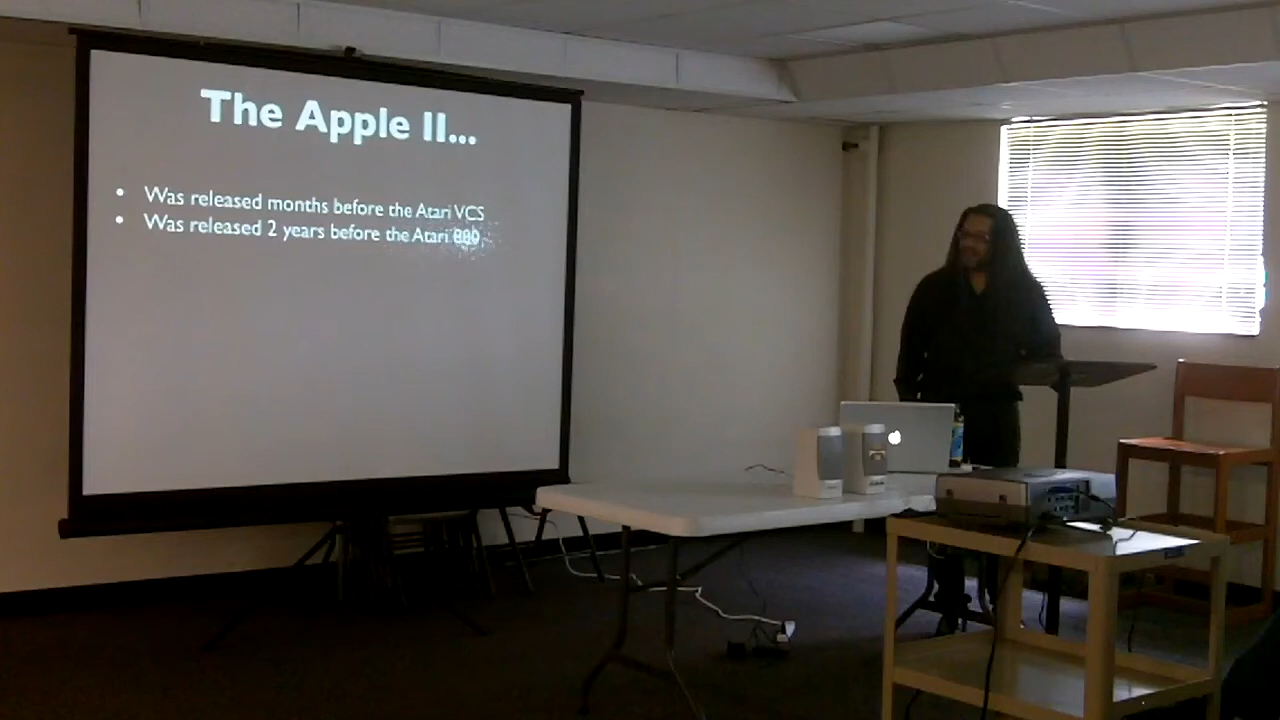 The Apple II...
• Was released months before the Atari VCS
• Was released 2 years before the Atari 800